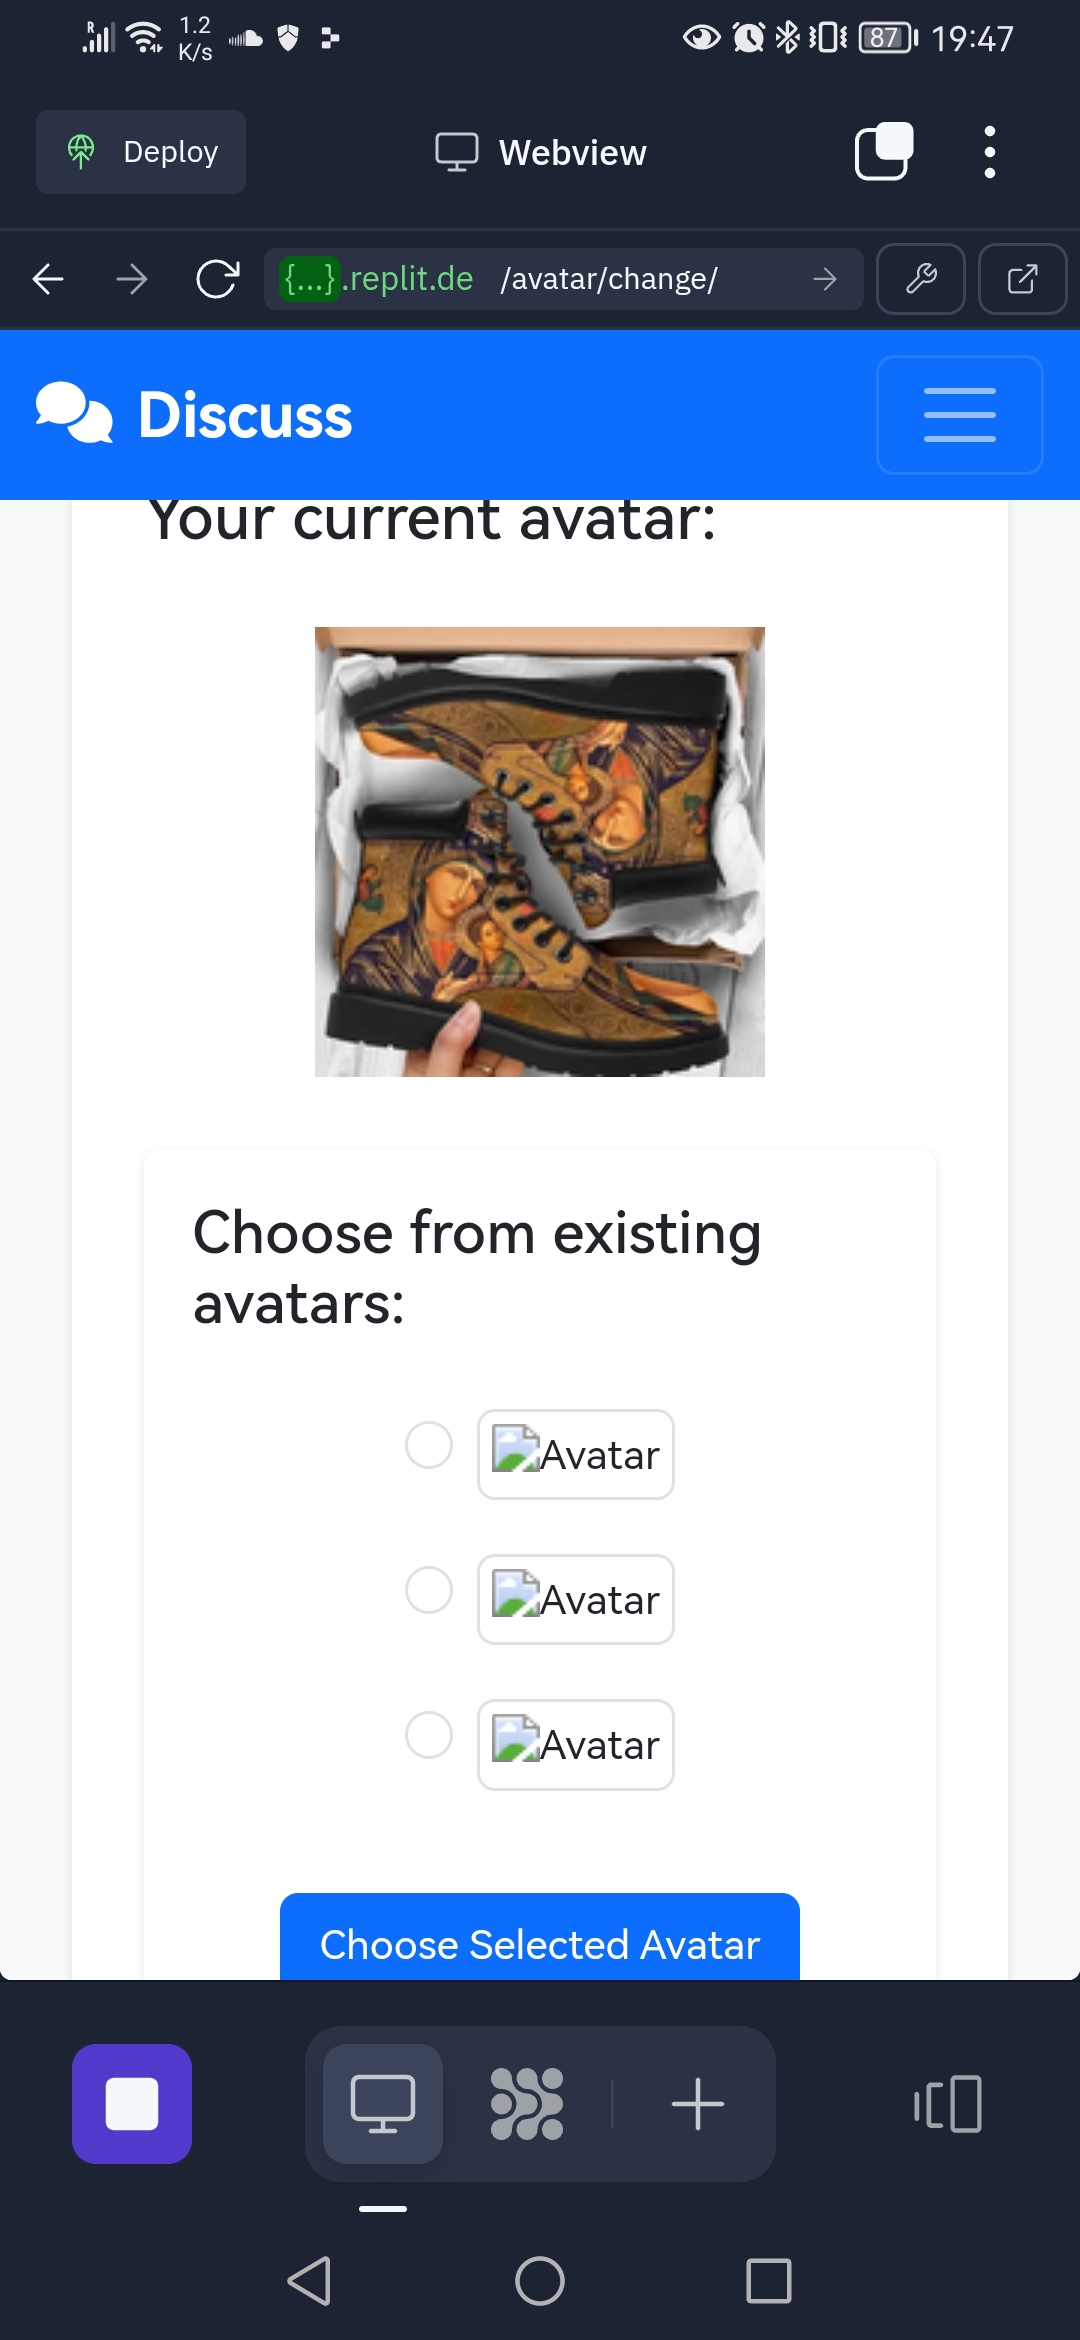 R
1.2
K/s
87
19:47
Deploy
Webview
{...}.replit.de /avatar/change/
Discuss
Your current avatar:
Choose from existing
avatars:
Avatar
Avatar
Avatar
Choose Selected Avatar